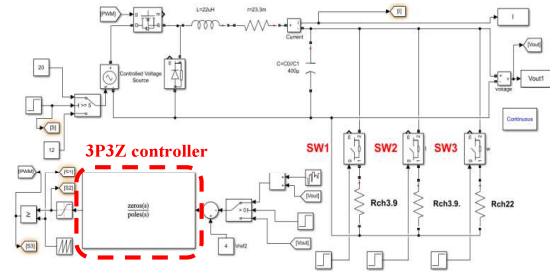 [PWM]
L=22uH
r=23.3m
Current
[I]
I
20
Controlled Voltage
Source
C=C0//C1
400µ
voltage
[Vout]
Vout1
> = 5
Continuous
[S]
12
SW1
SW2
SW3
3P3Z controller
[PWM]
[S1]
[S2]
≥
[S3]
zeros(s)
poles(s)
4
Vref2
[Vout]
[Vout]
Rch3.9
Rch3.9.
Rch22